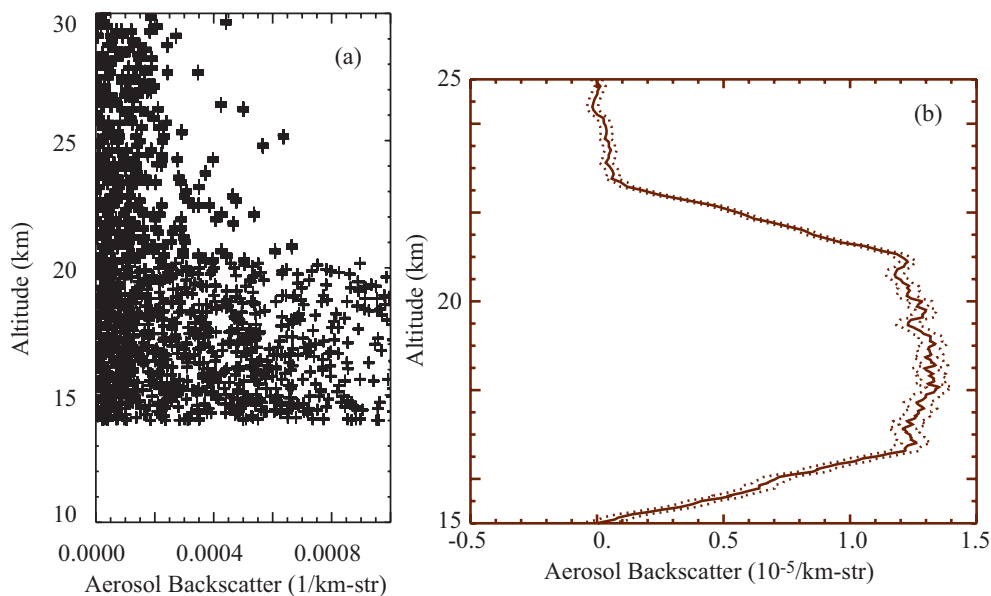 (a)
30
25
20
15
10
Altitude (km)
0.0000
0.0004
0.0008
Aerosol Backscatter (1/km-str)
(b)
25
20
15
Altitude (km)
-0.5
0.
0.5
1.0
1.5
Aerosol Backscatter (10-5/km-str)